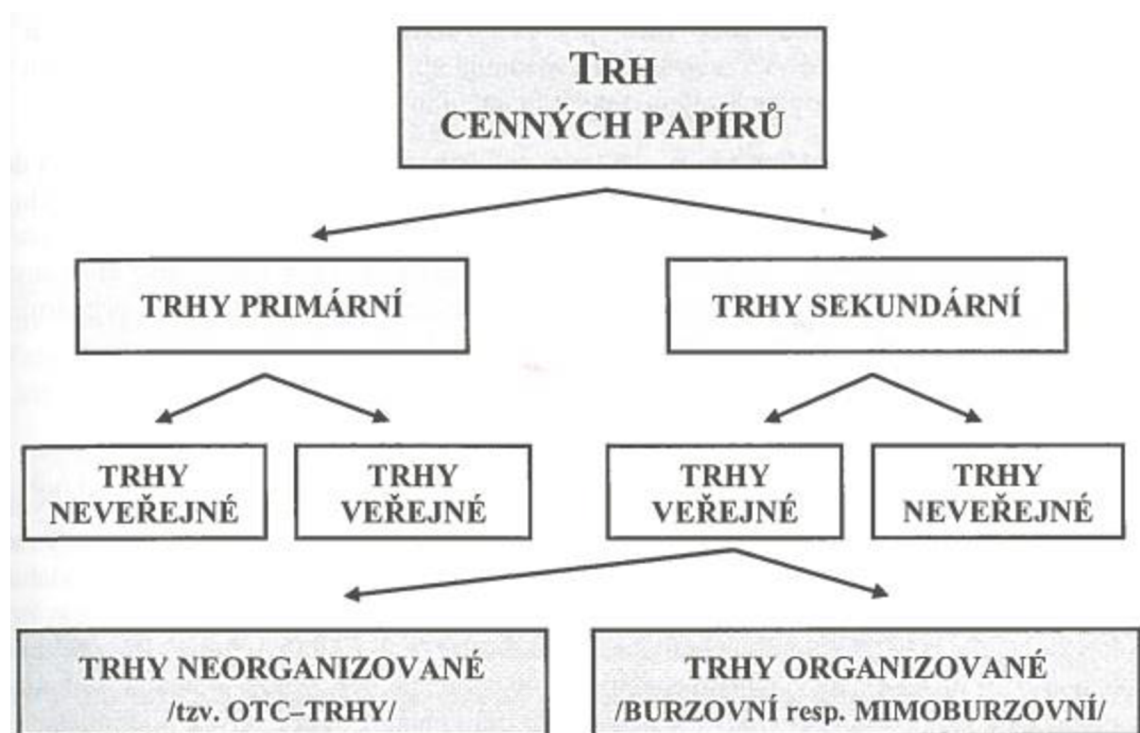 TRH
CENNÝCH PAPÍRŮ
TRHY PRIMÁRNÍ
TRHY SEKUNDÁRNÍ
TRHY
NEVEŘEJNÉ
TRHY
VEŘEJNÉ
TRHY
VEŘEJNÉ
TRHY
NEVEŘEJNÉ
TRHY NEORGANIZOVANÉ
/tzv. OTC–TRHY/
TRHY ORGANIZOVANÉ
/BURZOVNÍ resp. MIMOBURZOVNÍ/